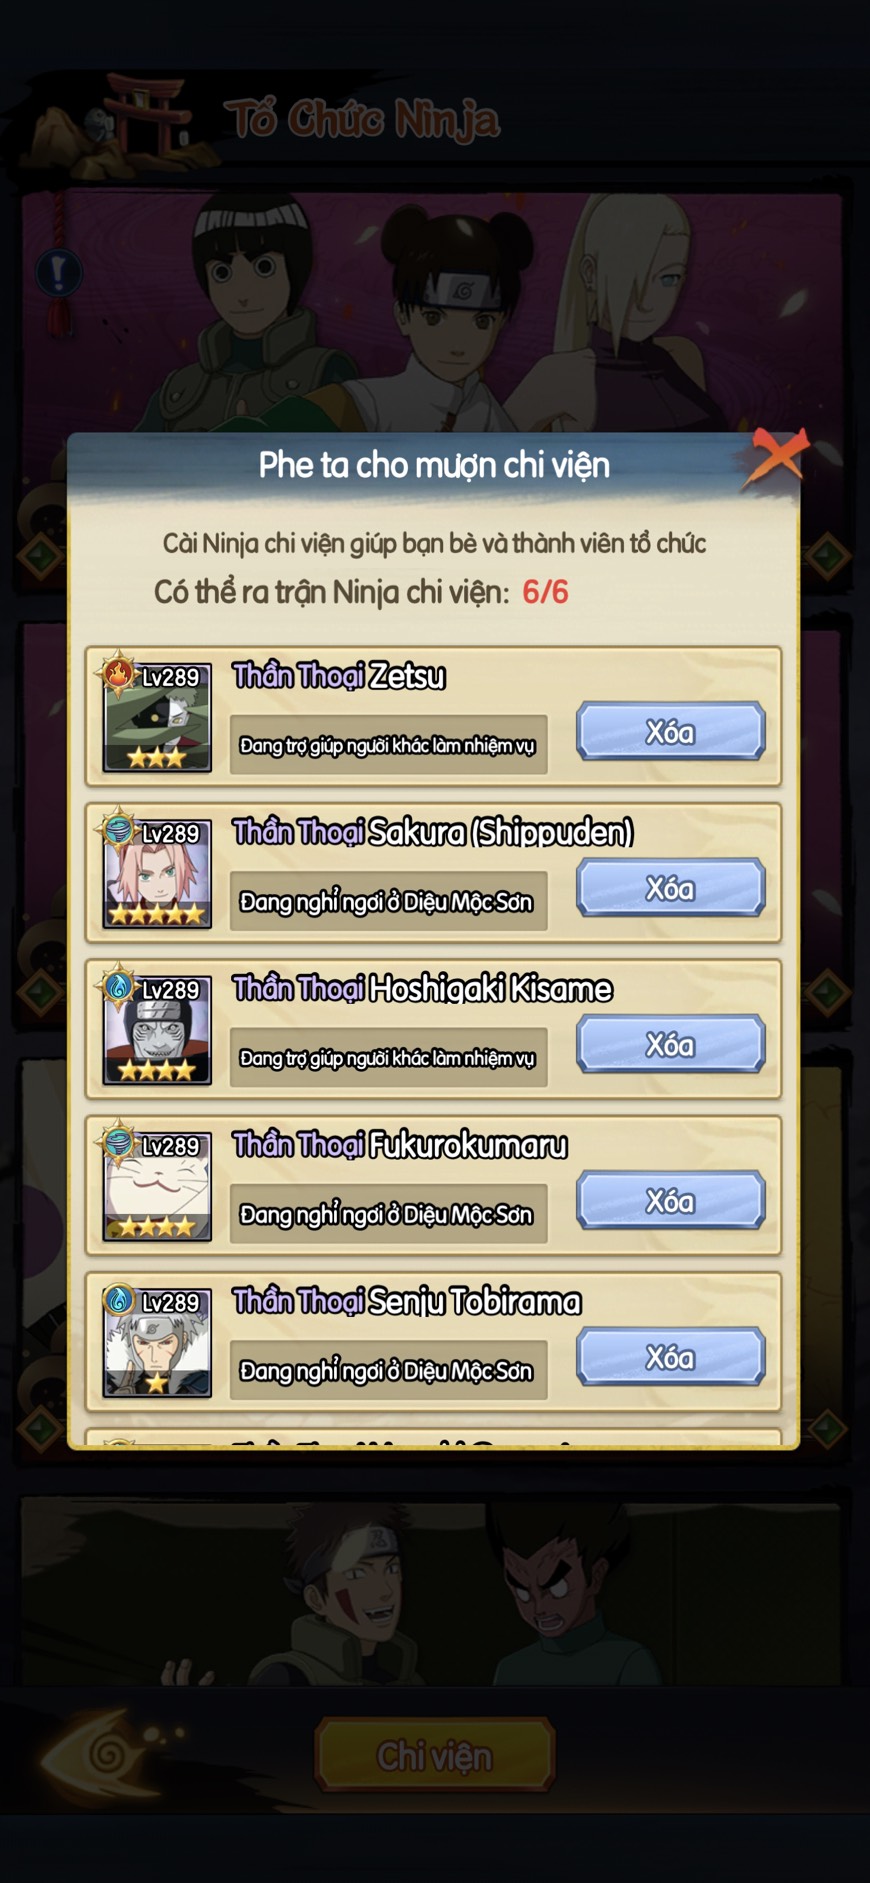 Tổ Chức Ninja
Phe ta cho mượn chi viện
Cài Ninja chi viện giúp bạn bè và thành viên tổ chức
Có thể ra trận Ninja chi viện: 6/6
Lv289
Thần Thoại Zetsu
Đang trợ giúp người khác làm nhiệm vụ
Xóa
Lv289
Thần Thoại Sakura (Shippuden)
Đang nghỉ ngơi ở Diệu Mộc Sơn
Xóa
Lv289
Thần Thoại Hoshigaki Kisame
Đang trợ giúp người khác làm nhiệm vụ
Xóa
Lv289
Thần Thoại Fukurokumaru
Đang nghỉ ngơi ở Diệu Mộc Sơn
Xóa
Lv289
Thần Thoại Senju Tobirama
Đang nghỉ ngơi ở Diệu Mộc Sơn
Xóa
Chi viện